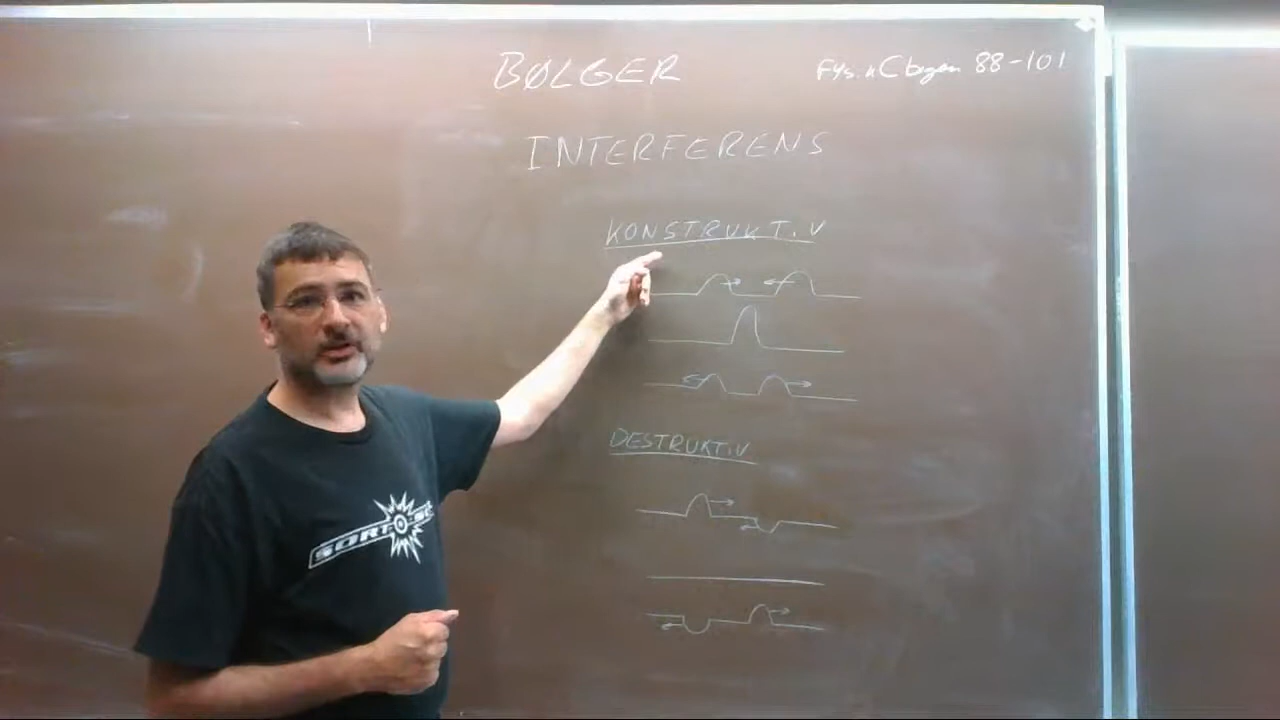 BØLGER
Fys. C bogen 88-101
INTERFERENS
KONSTRUKTIV
DESTRUKTIV